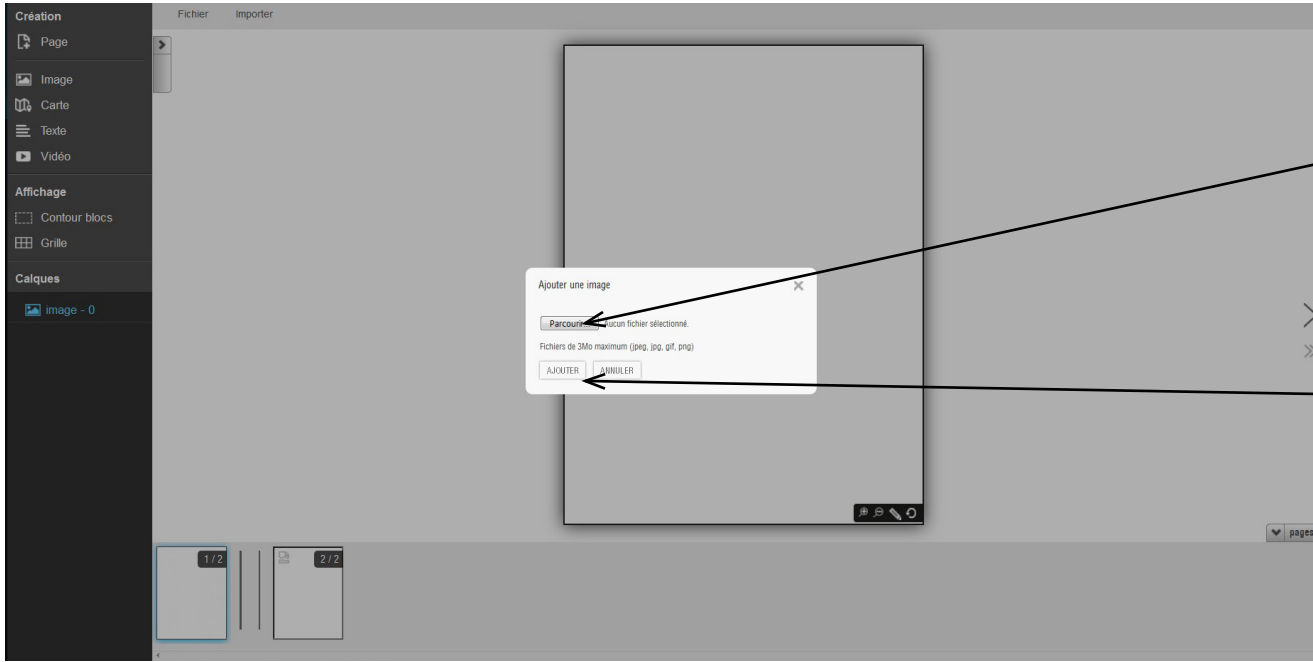 Création
Page
Image
Carte
Texte
Vidéo
Affichage
Contour blocs
Grille
Calques
image - 0
Fichier Importer
Ajouter une image
Parcourir... Aucun fichier sélectionné.
Fichiers de 3Mo maximum (jpeg, jpg, gif, png)
AJOUTER ANNULER
pages
1 / 2
2 / 2